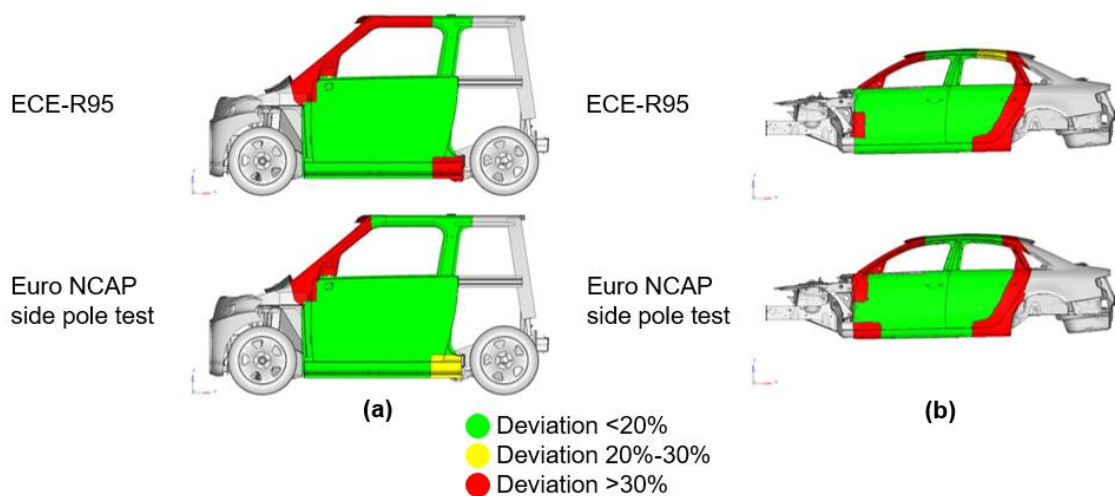 ECE-R95
ECE-R95
Euro NCAP
side pole test
Euro NCAP
side pole test
(a)
(b)
Deviation <20%
Deviation 20%-30%
Deviation >30%